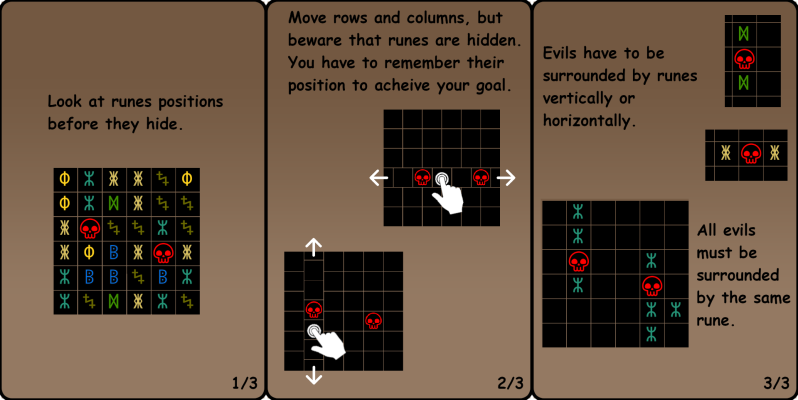 Look at runes positions
before they hide.
1/3
Move rows and columns, but
beware that runes are hidden.
You have to remember their
position to acheive your goal.
2/3
Evils have to be
surrounded by runes
vertically or
horizontally.
All evils
must be
surrounded
by the same
rune.
3/3